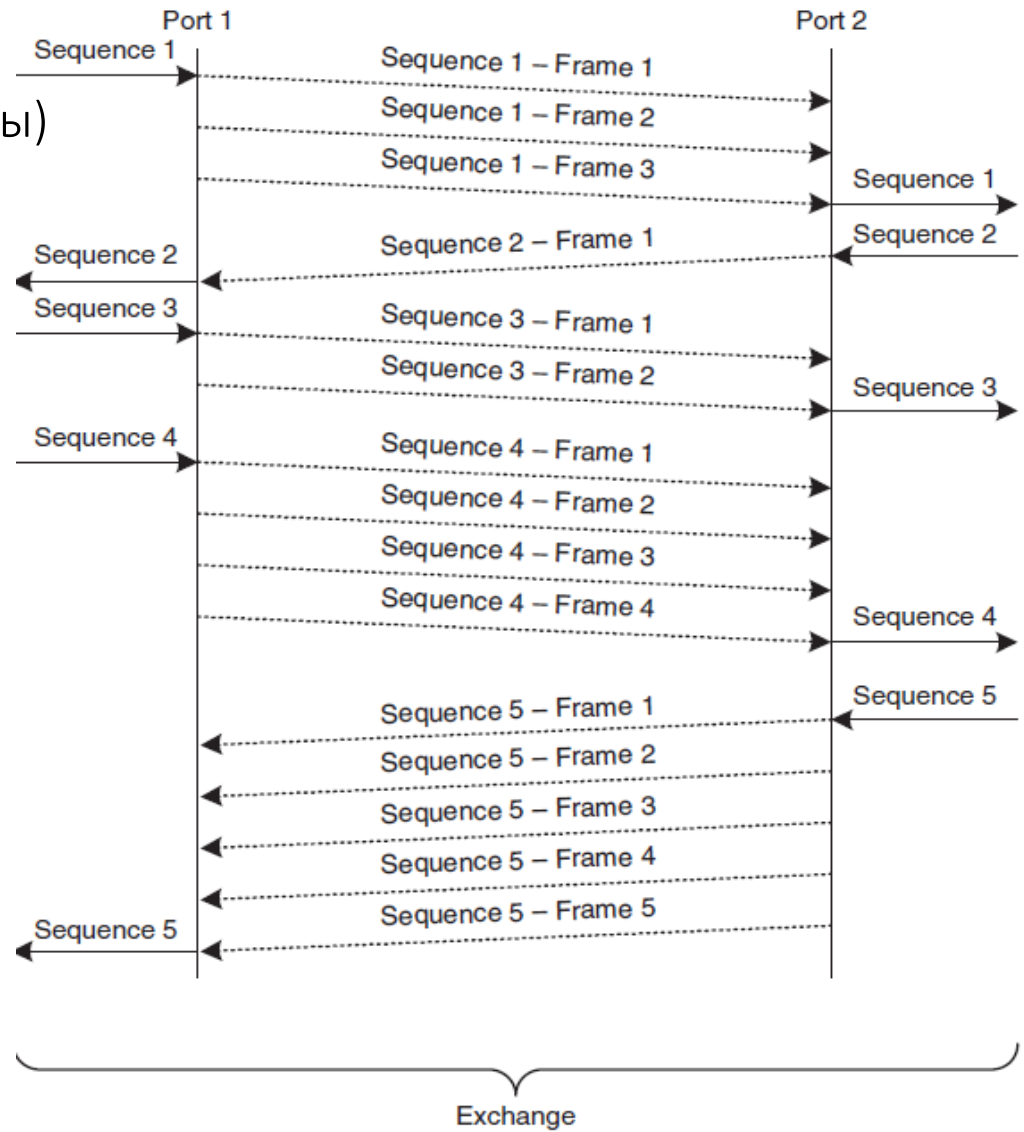 Port 1
Port 2
Sequence 1
Sequence 1 – Frame 1
ы)
Sequence 1 – Frame 2
Sequence 1 – Frame 3
Sequence 1
Sequence 2 – Frame 1
Sequence 2
Sequence 2
Sequence 3
Sequence 3 – Frame 1
Sequence 3 – Frame 2
Sequence 3
Sequence 4
Sequence 4 – Frame 1
Sequence 4 – Frame 2
Sequence 4 – Frame 3
Sequence 4 – Frame 4
Sequence 4
Sequence 5 – Frame 1
Sequence 5
Sequence 5 – Frame 2
Sequence 5 – Frame 3
Sequence 5 – Frame 4
Sequence 5 – Frame 5
Sequence 5
Exchange